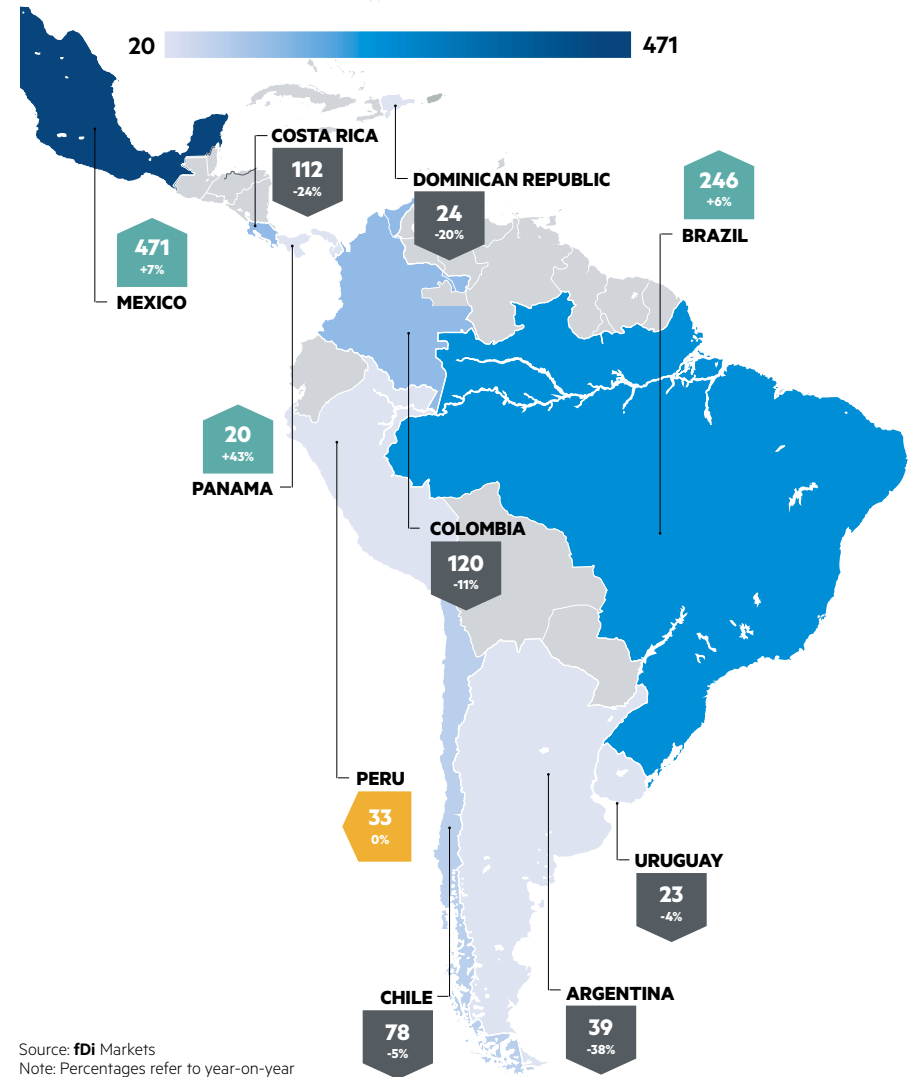 20
471
COSTA RICA
112
-24%
DOMINICAN REPUBLIC
24
-20%
246
+6%
BRAZIL
471
+7%
MEXICO
20
+43%
PANAMA
COLOMBIA
120
-11%
PERU
33
0%
URUGUAY
23
-4%
CHILE
78
-5%
ARGENTINA
39
-38%
Source: fDi Markets
Note: Percentages refer to year-on-year